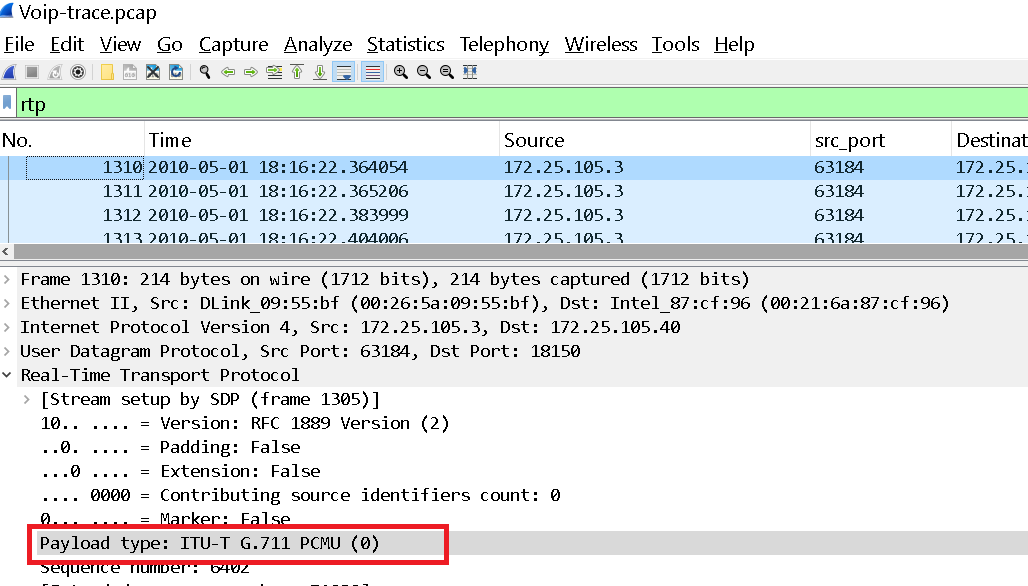 Voip-trace.pcap
File Edit View Go Capture Analyze Statistics Telephony Wireless Tools Help
rtp
No. Time Source src_port Destinat
1310 2010-05-01 18:16:22.364054 172.25.105.3 63184 172.25.
1311 2010-05-01 18:16:22.365206 172.25.105.3 63184 172.25.
1312 2010-05-01 18:16:22.383999 172.25.105.3 63184 172.25.
1313 2010-05-01 18:16:22.404006 172.25.105.3 63184 172.25.
Frame 1310: 214 bytes on wire (1712 bits), 214 bytes captured (1712 bits)
Ethernet II, Src: DLink_09:55:bf (00:26:5a:09:55:bf), Dst: Intel_87:cf:96 (00:21:6a:87:cf:96)
Internet Protocol Version 4, Src: 172.25.105.3, Dst: 172.25.105.40
User Datagram Protocol, Src Port: 63184, Dst Port: 18150
Real-Time Transport Protocol
[Stream setup by SDP (frame 1305)]
10.. .... = Version: RFC 1889 Version (2)
..0. .... = Padding: False
...0 .... = Extension: False
.... 0000 = Contributing source identifiers count: 0
0... .... = Marker: False
Payload type: ITU-T G.711 PCMU (0)
Sequence number: 6402